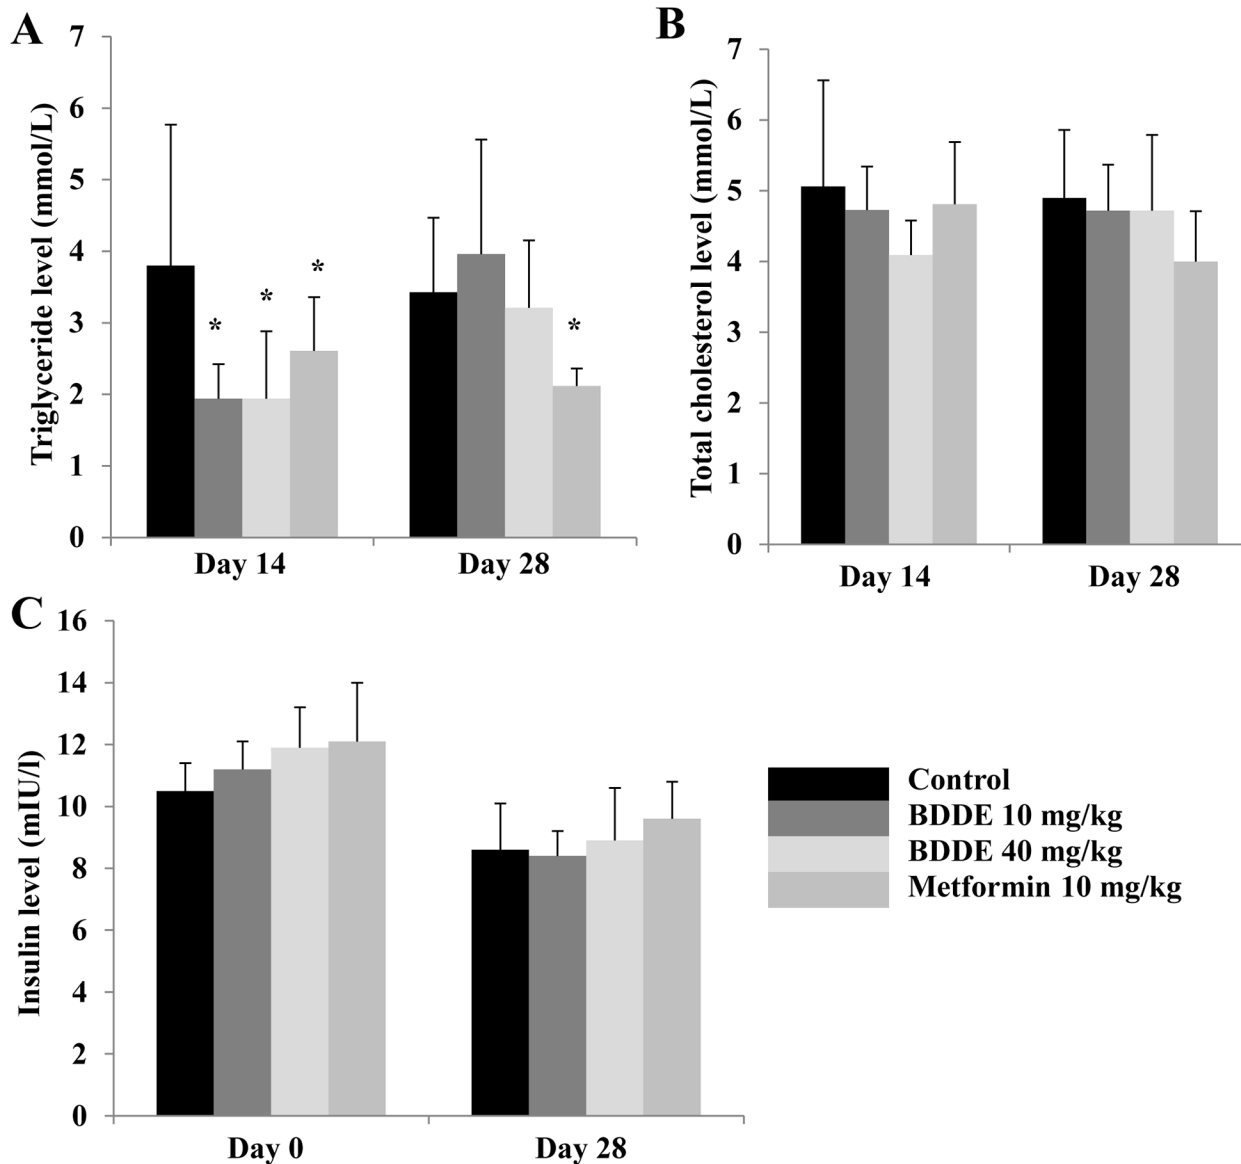 A
Triglyceride level (mmol/L)
7
6
5
4
3
2
1
0
*
*
*
*
Day 14
Day 28
B
Total cholesterol level (mmol/L)
7
6
5
4
3
2
1
0
Day 14
Day 28
C
Insulin level (mIU/l)
16
14
12
10
8
6
4
2
0
Day 0
Day 28
Control
BDDE 10 mg/kg
BDDE 40 mg/kg
Metformin 10 mg/kg